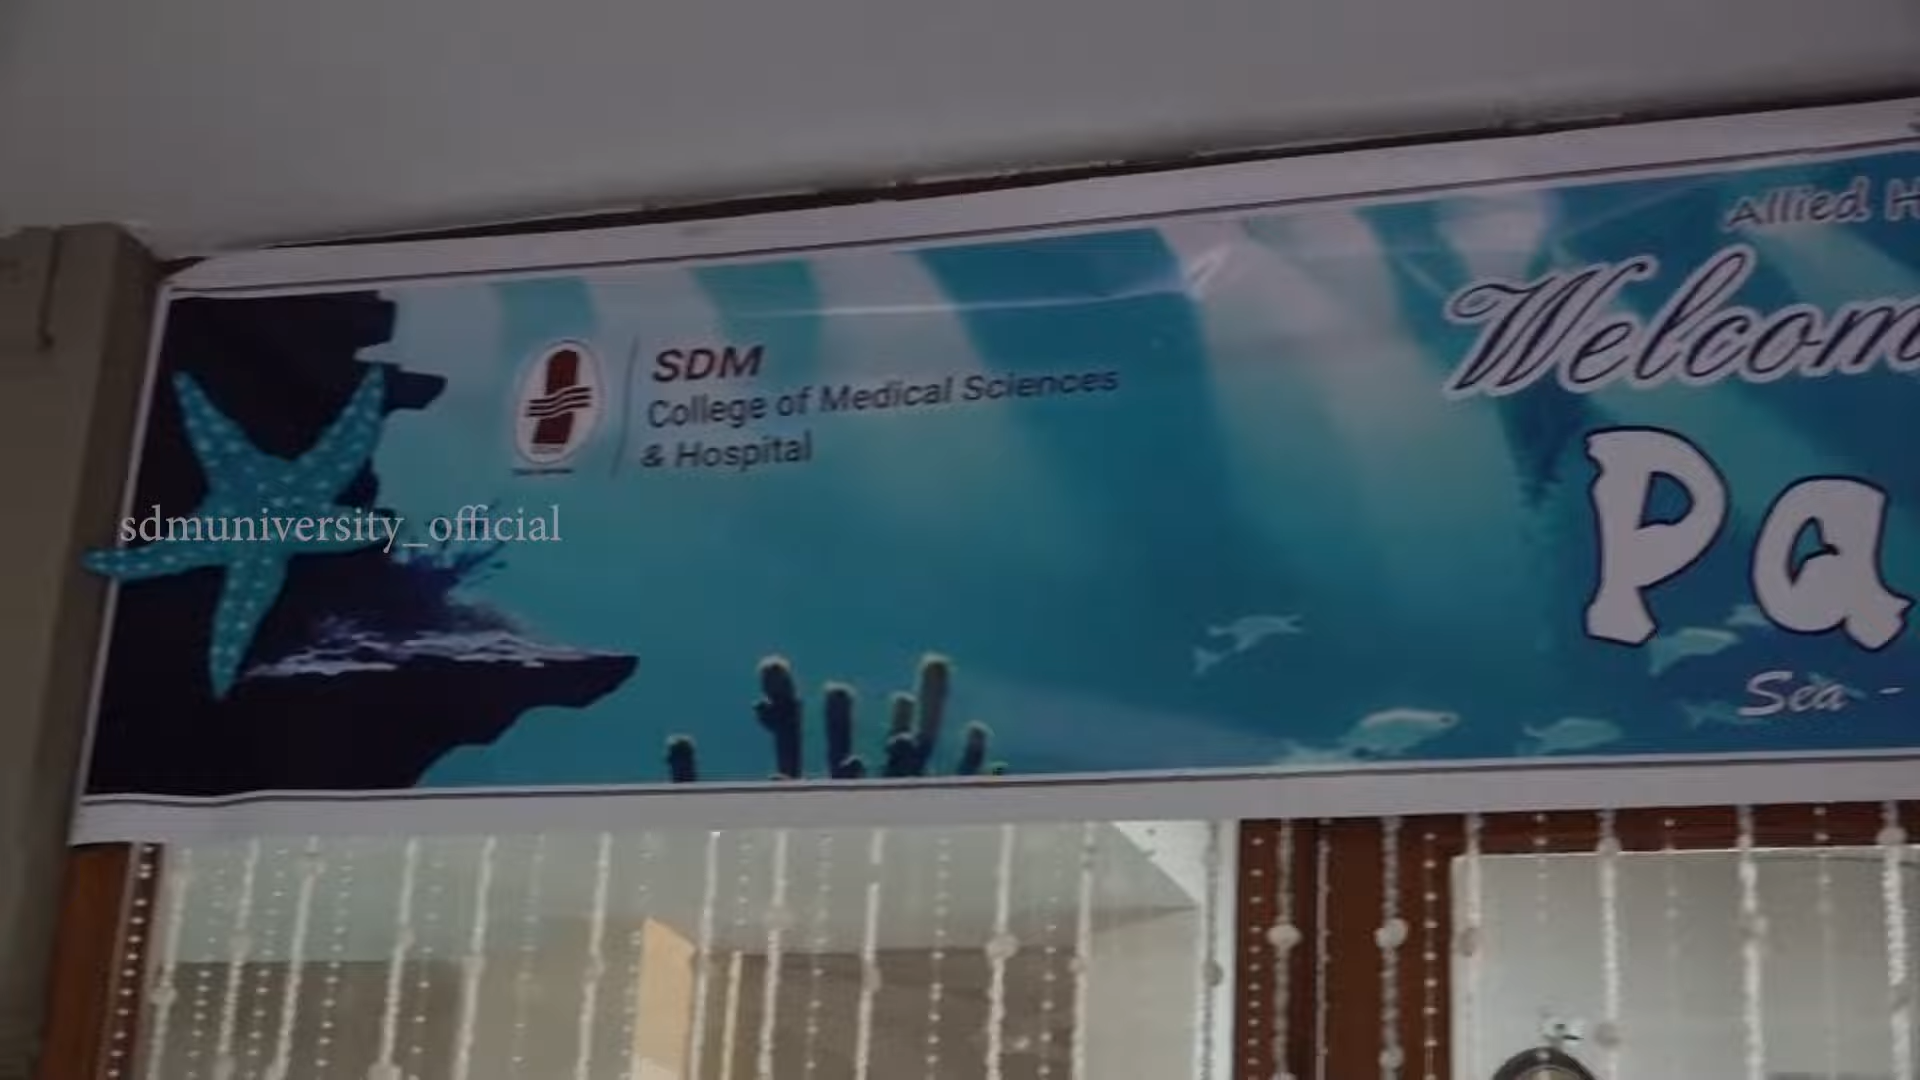 SDM
College of Medical Sciences
& Hospital
sdmuniversity_official
Allied H
Welcom
Pa
Sea -